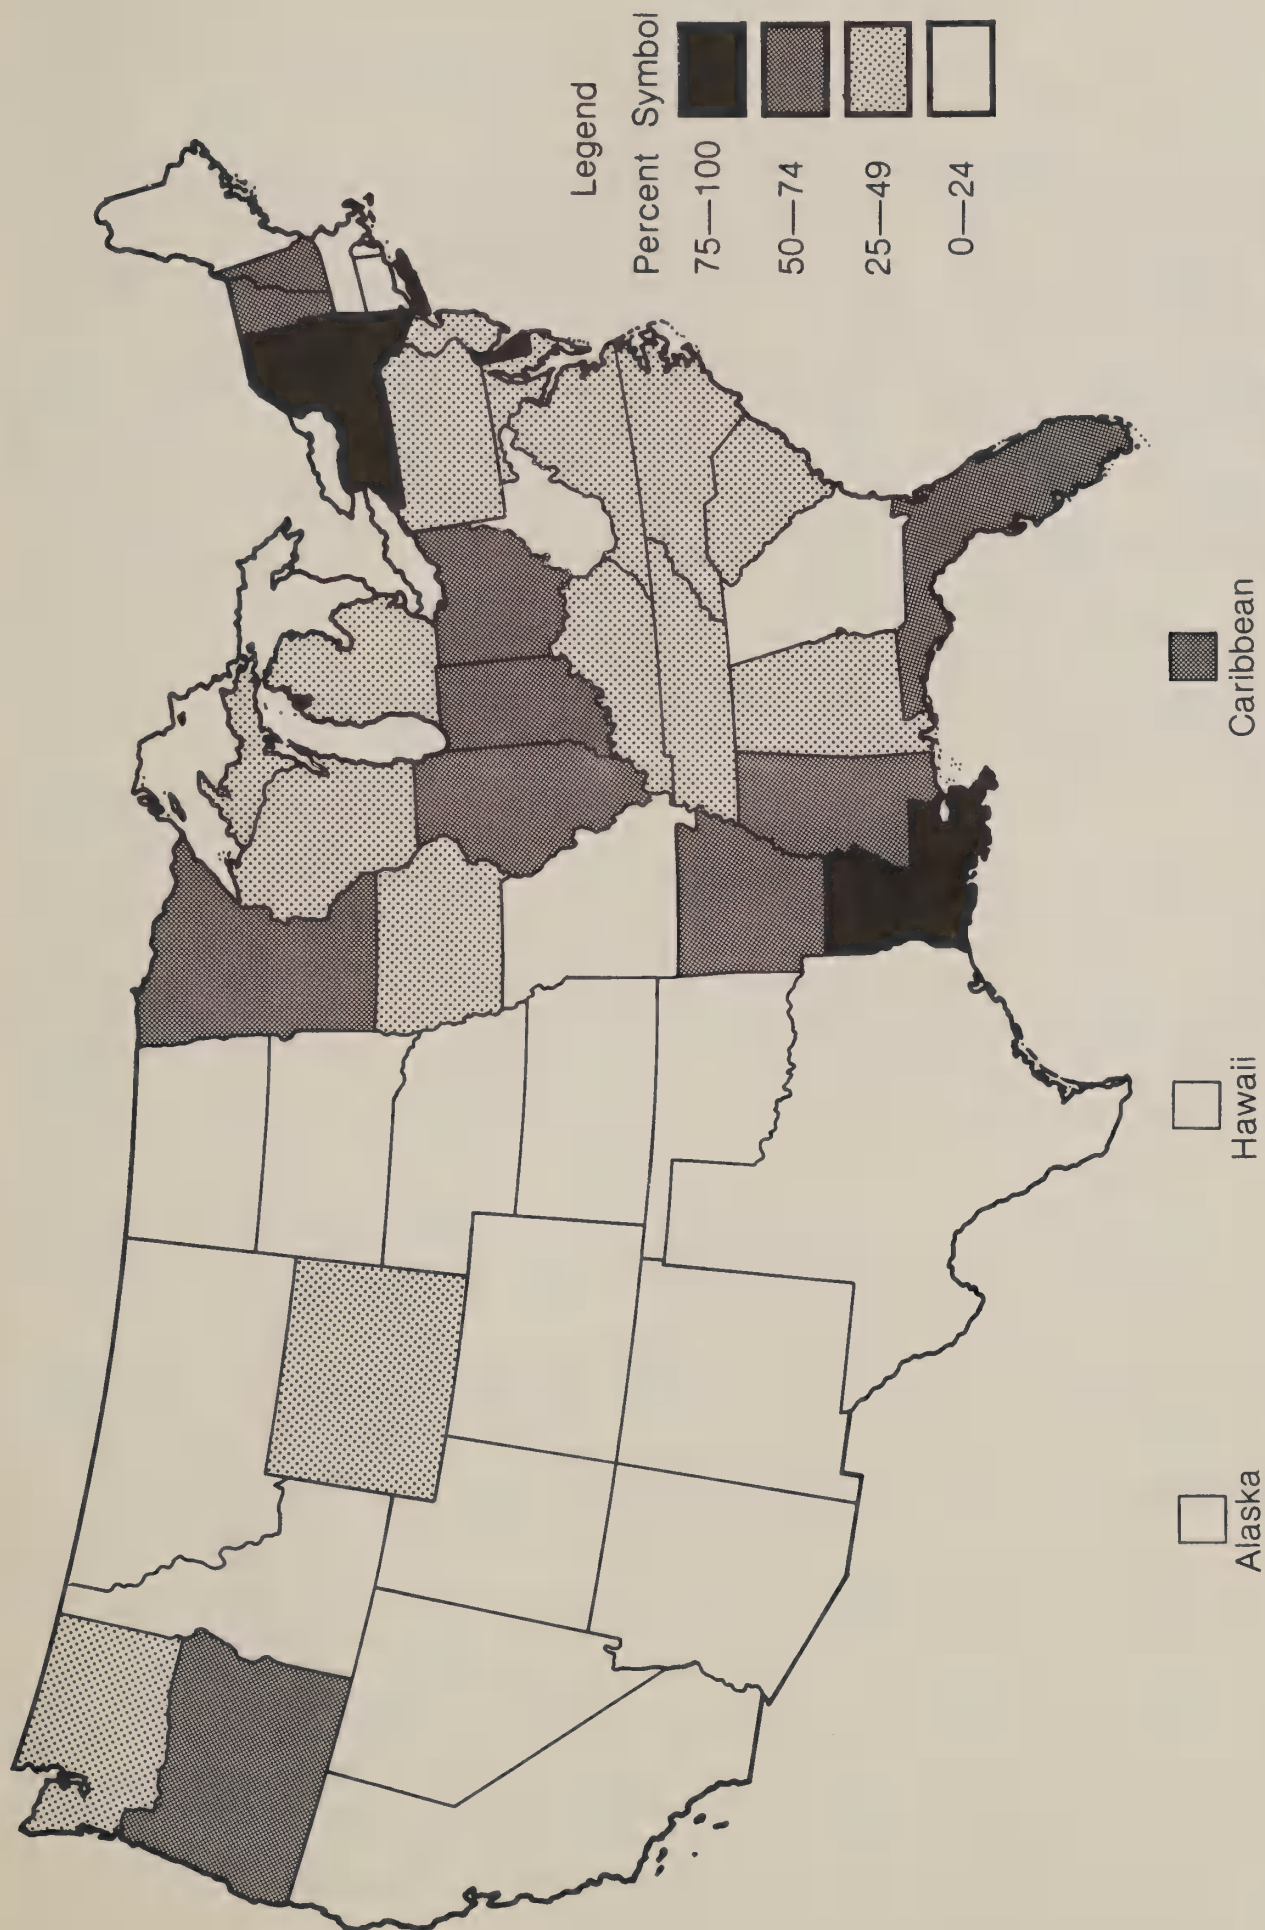 Legend
Percent Symbol
75—100
50—74
25—49
0—24
Alaska
Hawaii
Caribbean